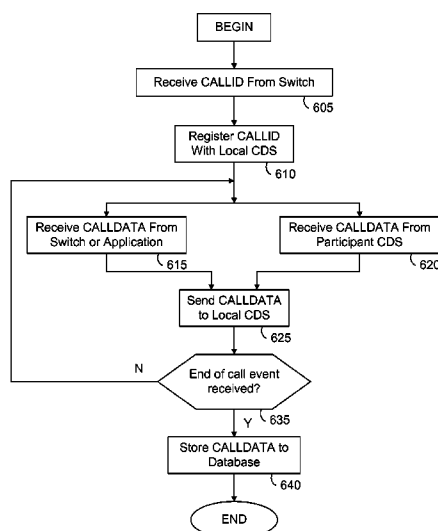 BEGIN
Receive CALLID From Switch
605
Register CALLID
With Local CDS
610
Receive CALLDATA From
Switch or Application
615
Receive CALLDATA From
Participant CDS
620
Send CALLDATA
to Local CDS
625
N
End of call event
received?
635
Y
Store CALLDATA to
Database
640
END